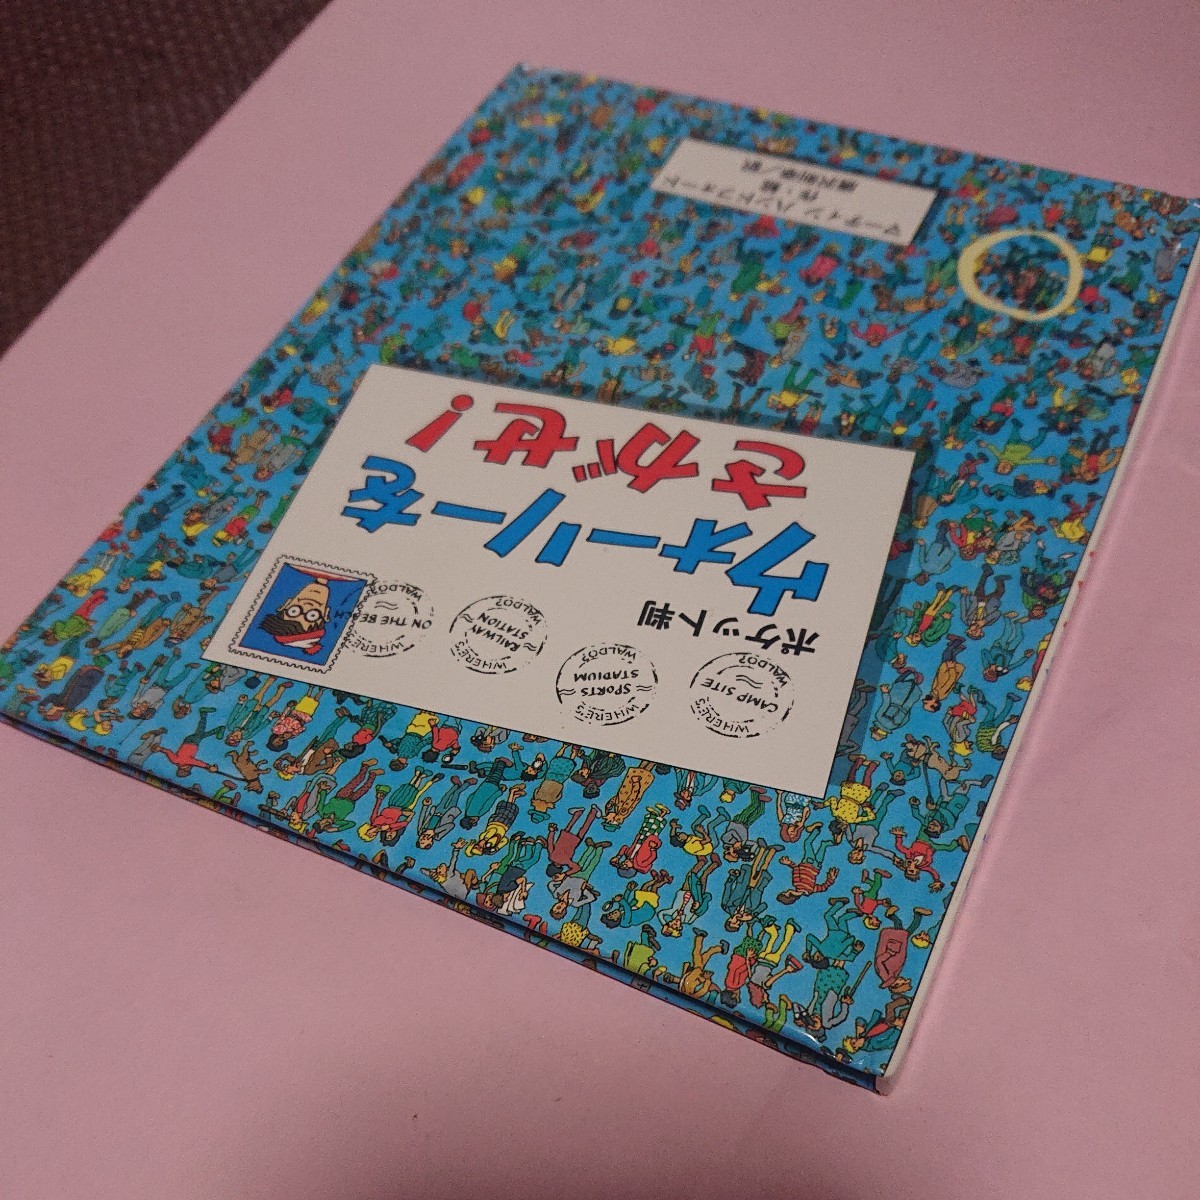 ポケット判
ウォーリーを
さがせ!
WHERE'S
CAMP SITE
WALDO?
WHERE'S
SPORTS
STADIUM
WALDO?
WHERE'S
RAILWAY
STATION
WALDO?
WHERE'S
ON THE BEACH
WALDO?
マーティン ハンドフォード
作・絵
唐沢則幸/訳